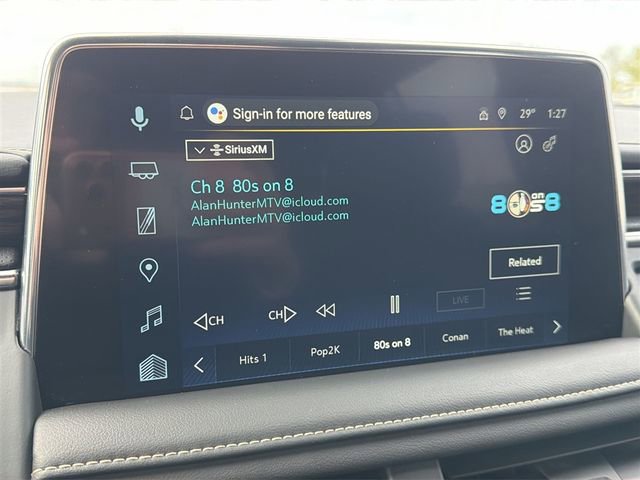 Sign-in for more features
29° 1:27
SiriusXM
Ch 8 80s on 8
AlanHunterMTV@icloud.com
AlanHunterMTV@icloud.com
8 80s on 8
Related
CH CH LIVE
Hits 1 Pop2K 80s on 8 Conan The Heat